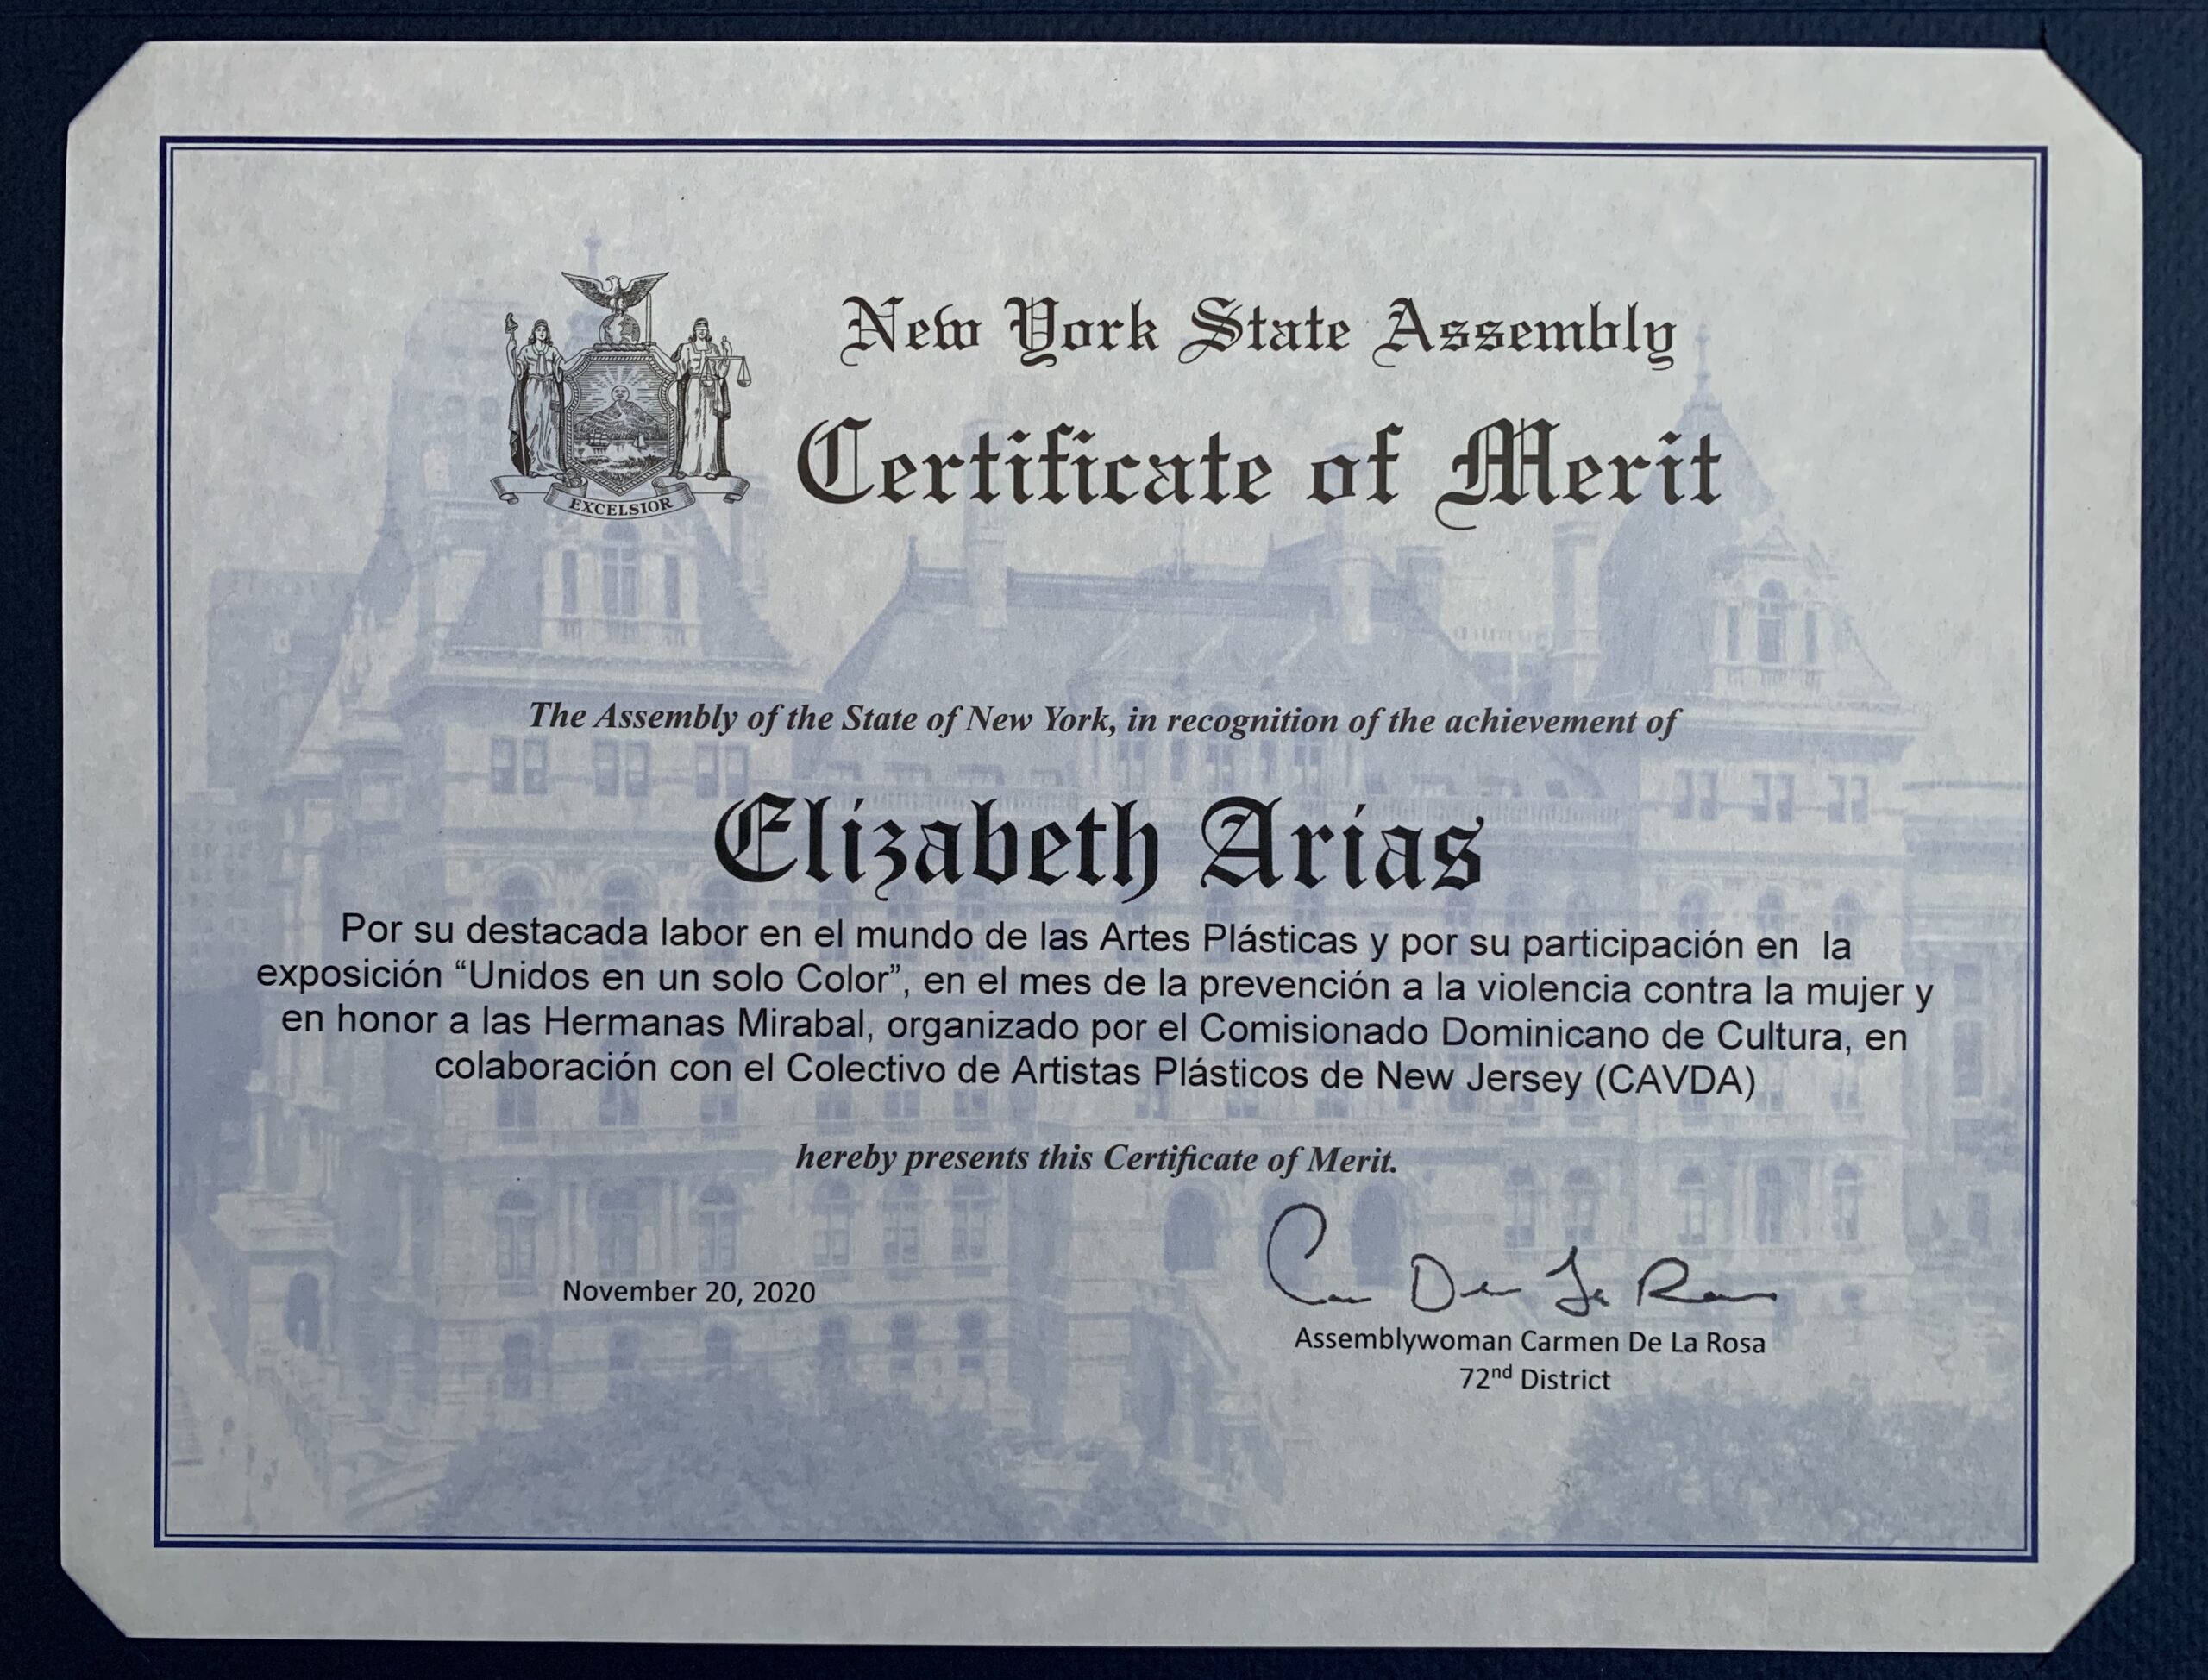 New York State Assembly
Certificate of Merit
EXCELSIOR
The Assembly of the State of New York, in recognition of the achievement of
Elizabeth Arias
Por su destacada labor en el mundo de las Artes Plásticas y por su participación en  la
exposición “Unidos en un solo Color”, en el mes de la prevención a la violencia contra la mujer y
en honor a las Hermanas Mirabal, organizado por el Comisionado Dominicano de Cultura, en
colaboración con el Colectivo de Artistas Plásticos de New Jersey (CAVDA)
hereby presents this Certificate of Merit.
November 20, 2020
Assemblywoman Carmen De La Rosa
72nd District